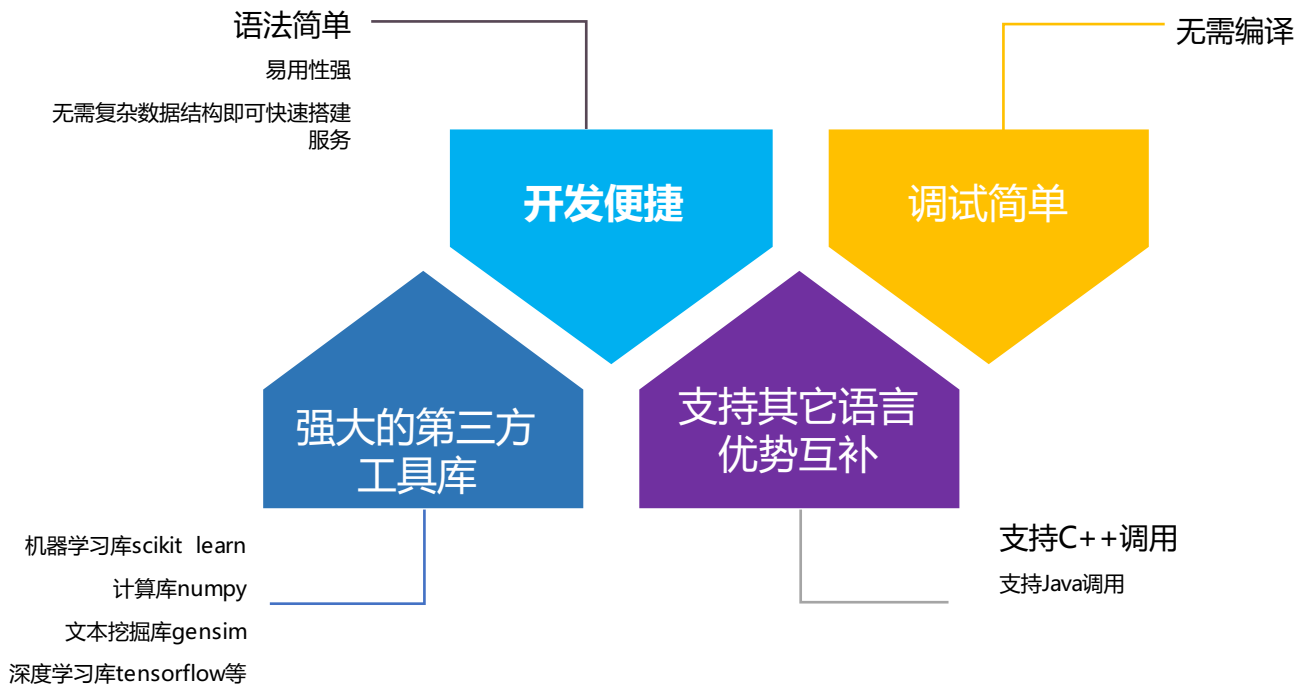 语法简单
易用性强
无需复杂数据结构即可快速搭建
服务
无需编译
开发便捷
调试简单
强大的第三方
工具库
支持其它语言
优势互补
机器学习库scikit learn
计算库numpy
文本挖掘库gensim
深度学习库tensorflow等
支持C++调用
支持Java调用